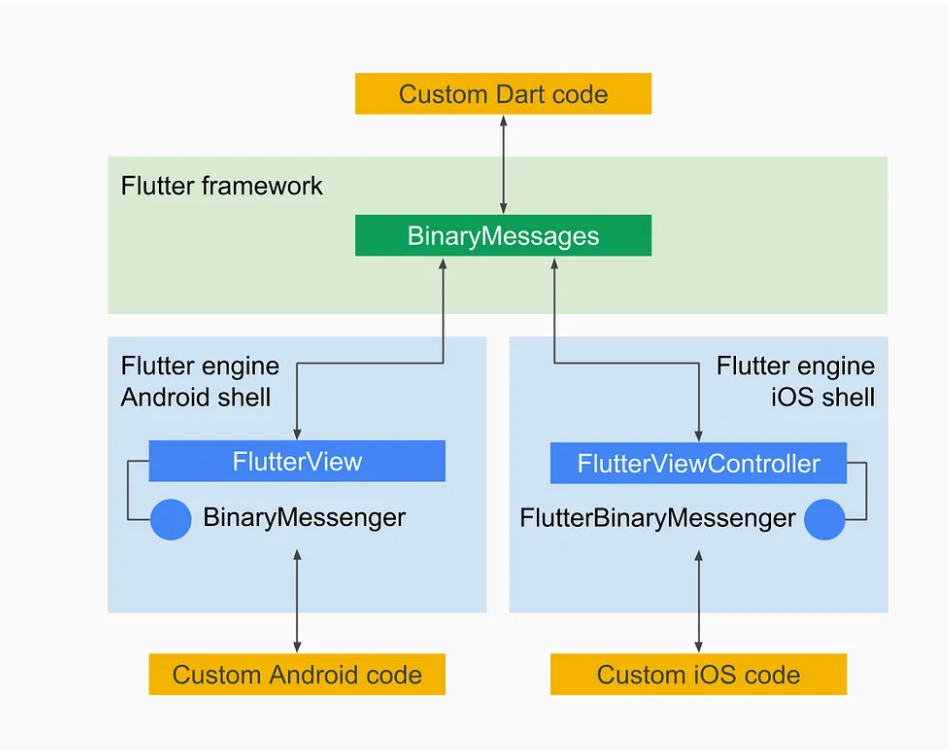 Custom Dart code
Flutter framework
BinaryMessages
Flutter engine
Android shell
FlutterView
BinaryMessenger
Custom Android code
Flutter engine
iOS shell
FlutterViewController
FlutterBinaryMessenger
Custom iOS code